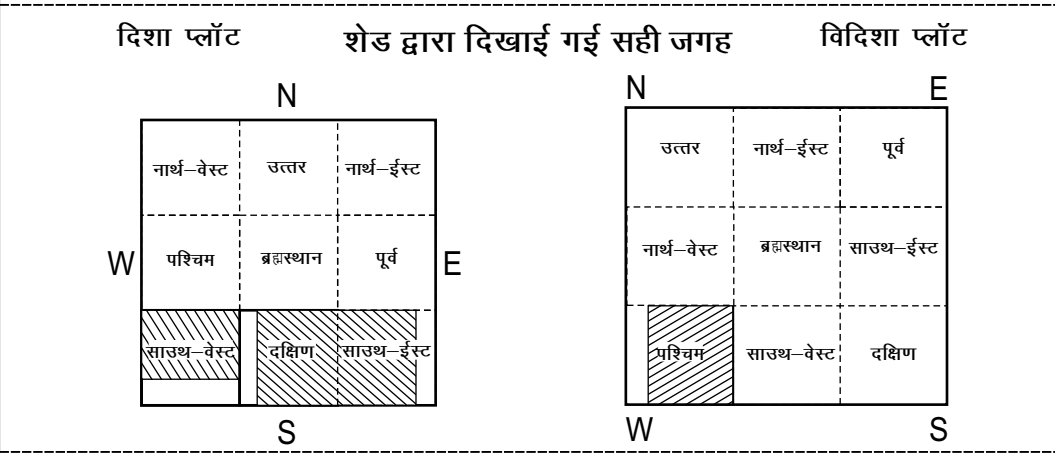 दिशा प्लॉट
शेड द्वारा दिखाई गई सही जगह
विदिशा प्लॉट
N
नार्थ–वेस्ट उत्तर नार्थ–ईस्ट
W पश्चिम ब्रह्मस्थान पूर्व E
साउथ–वेस्ट दक्षिण साउथ–ईस्ट
S
N E
उत्तर नार्थ–ईस्ट पूर्व
नार्थ–वेस्ट ब्रह्मस्थान साउथ–ईस्ट
पश्चिम साउथ–वेस्ट दक्षिण
W S